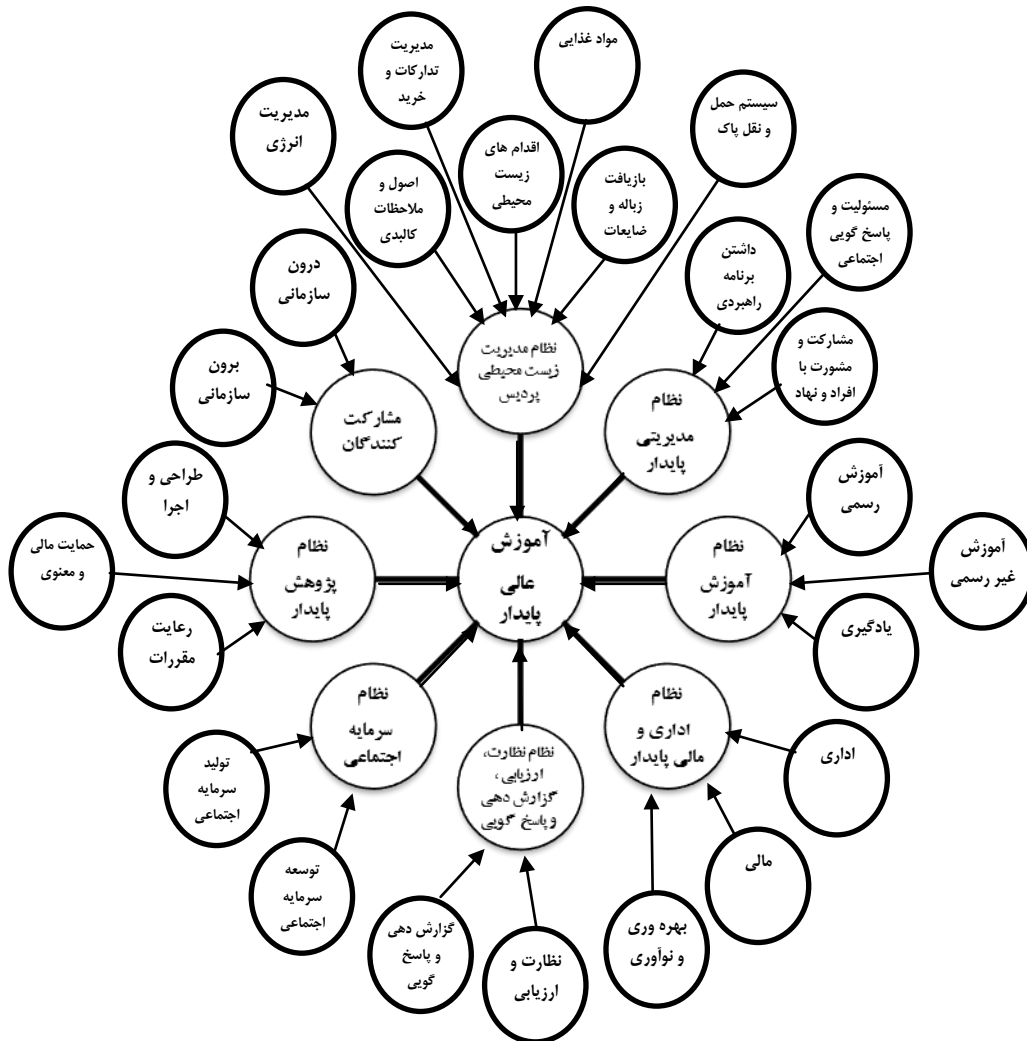 مواد غذایی
مدیریت
تدارکات و
خرید
سیستم حمل
و نقل پاک
مدیریت
انرژی
اقدام های
زیست
محیطی
اصول و
ملاحظات
کالبدی
بازیافت
زباله و
ضایعات
مسئولیت و
پاسخ گویی
اجتماعی
داشتن
برنامه
راهبردی
درون
سازمانی
نظام مدیریت
زیست محیطی
پردیس
مشارکت و
مشورت با
افراد و نهاد
برون
سازمانی
مشارکت
کنندگان
نظام
مدیریتی
پایدار
آموزش
رسمی
طراحی و
اجرا
آموزش
غیر رسمی
حمایت مالی
و معنوی
نظام
آموزش
پایدار
آموزش
عالی
پایدار
نظام
پژوهش
پایدار
یادگیری
رعایت
مقررات
نظام
اداری و
مالی پایدار
نظام
سرمایه
اجتماعی
نظام نظارت،
ارزیابی،
گزارش دهی
و پاسخ گویی
اداری
تولید
سرمایه
اجتماعی
مالی
توسعه
سرمایه
اجتماعی
بهره وری
و نوآوری
نظارت و
ارزیابی
گزارش دهی
و پاسخ
گویی